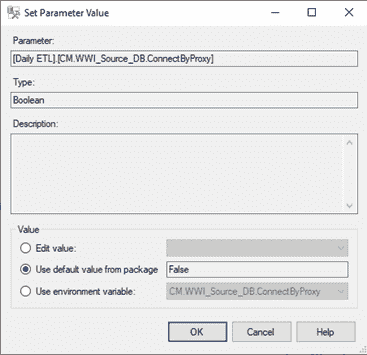 Set Parameter Value
Parameter:
[Daily ETL].[CM.WWI_Source_DB.ConnectByProxy]
Type:
Boolean
Description:
Value
Edit value:
Use default value from package False
Use environment variable: CM.WWI_Source_DB.ConnectByProxy
OK Cancel Help